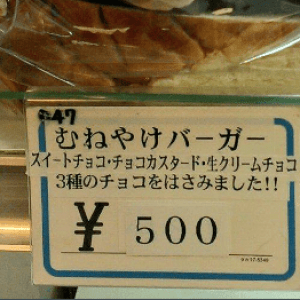 むねやけバーガー
スイートチョコ・チョコカスタード・生クリームチョコ
3種のチョコをはさみました!!
¥500